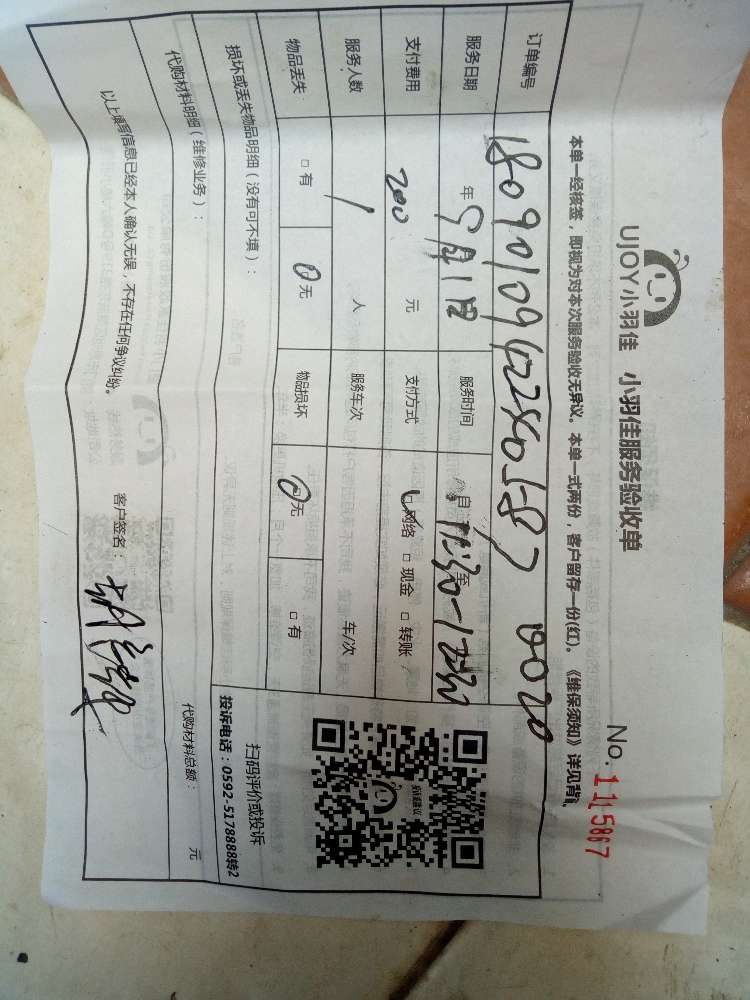 UJOY小羽佳 小羽佳服务验收单
No. 115867
本单一经核签，即视为对本次服务验收无异议。本单一式两份，客户留存一份(红)。《维保须知》详见背
订单编号
服务日期 年 9月1日 服务时间 自 至
支付费用 200 元 支付方式 ☑网络 □现金 □转账
服务人数 1 人 服务车次 车/次
物品丢失 □有 ☑无 物品损坏 ☑无 □有
扫码评价或投诉
损坏或丢失物品明细（没有可不填）：
投诉电话：0592-5178888转2
代购材料明细（维修业务）：
代购材料总额： 元
以上填写信息已经本人确认无误，不存在任何争议纠纷。 客户签名：